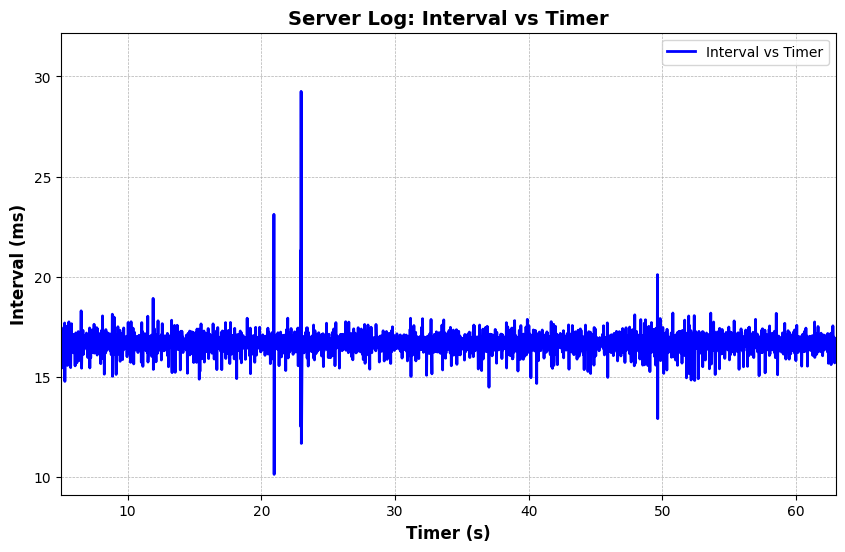 Server Log: Interval vs Timer
Interval vs Timer
30
25
20
15
10
Interval (ms)
10 20 30 40 50 60
Timer (s)